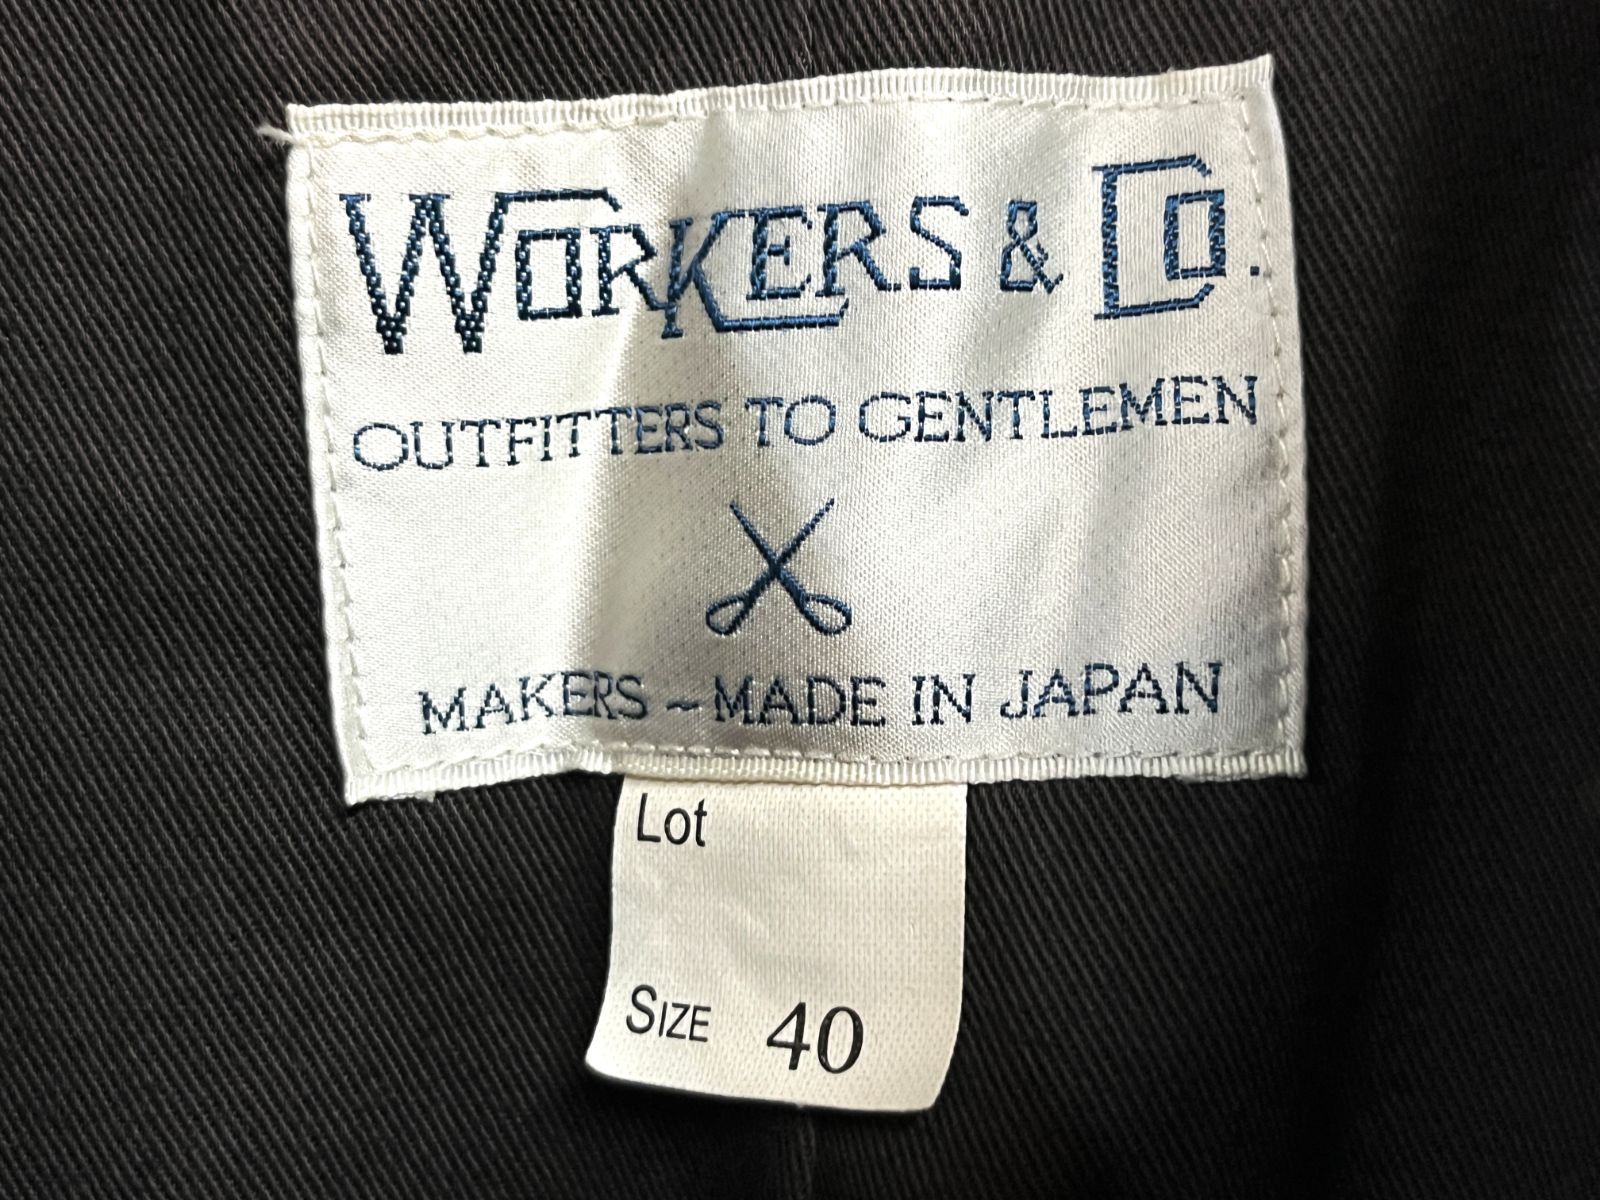 WORKERS & CO.
OUTFITTERS TO GENTLEMEN
MAKERS ~ MADE IN JAPAN
Lot
SIZE 40